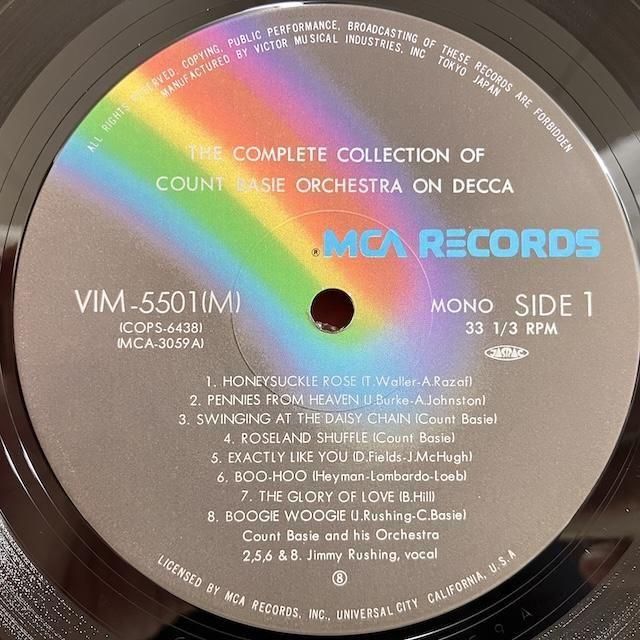 ALL RIGHTS RESERVED, COPYING, PUBLIC PERFORMANCE, BROADCASTING OF THESE RECORDS ARE FORBIDDEN
MANUFACTURED BY VICTOR MUSICAL INDUSTRIES, INC TOKYO JAPAN
THE COMPLETE COLLECTION OF
COUNT BASIE ORCHESTRA ON DECCA
® MCA RECORDS
VIM-5501(M)
(COPS-6438)
(MCA-3059A)
MONO SIDE 1
33 1/3 RPM
JASRAC
1. HONEYSUCKLE ROSE (T.Waller-A.Razaf)
2. PENNIES FROM HEAVEN (J.Burke-A.Johnston)
3. SWINGING AT THE DAISY CHAIN (Count Basie)
4. ROSELAND SHUFFLE (Count Basie)
5. EXACTLY LIKE YOU (D.Fields-J.McHugh)
6. BOO-HOO (Heyman-Lombardo-Loeb)
7. THE GLORY OF LOVE (B.Hill)
8. BOOGIE WOOGIE (J.Rushing-C.Basie)
Count Basie and his Orchestra
2,5,6 & 8. Jimmy Rushing, vocal
⑧
LICENSED BY MCA RECORDS, INC., UNIVERSAL CITY CALIFORNIA, U.S.A